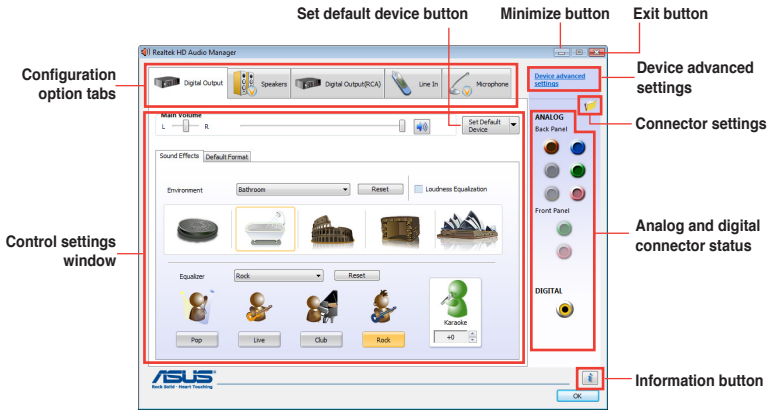 Set default device button
Minimize button
Exit button
Realtek HD Audio Manager
Configuration option tabs
Digital Output
Speakers
Digital Output(RCA)
Line In
Microphone
Device advanced settings
Device advanced settings
Main Volume
L
R
Set Default Device
Connector settings
ANALOG
Back Panel
Sound Effects
Default Format
Environment
Bathroom
Reset
Loudness Equalization
Front Panel
Control settings window
Analog and digital connector status
Equalizer
Rock
Reset
DIGITAL
Karaoke
Pop
Live
Club
Rock
+0
ASUS
Rock Solid · Heart Touching
i
Information button
OK